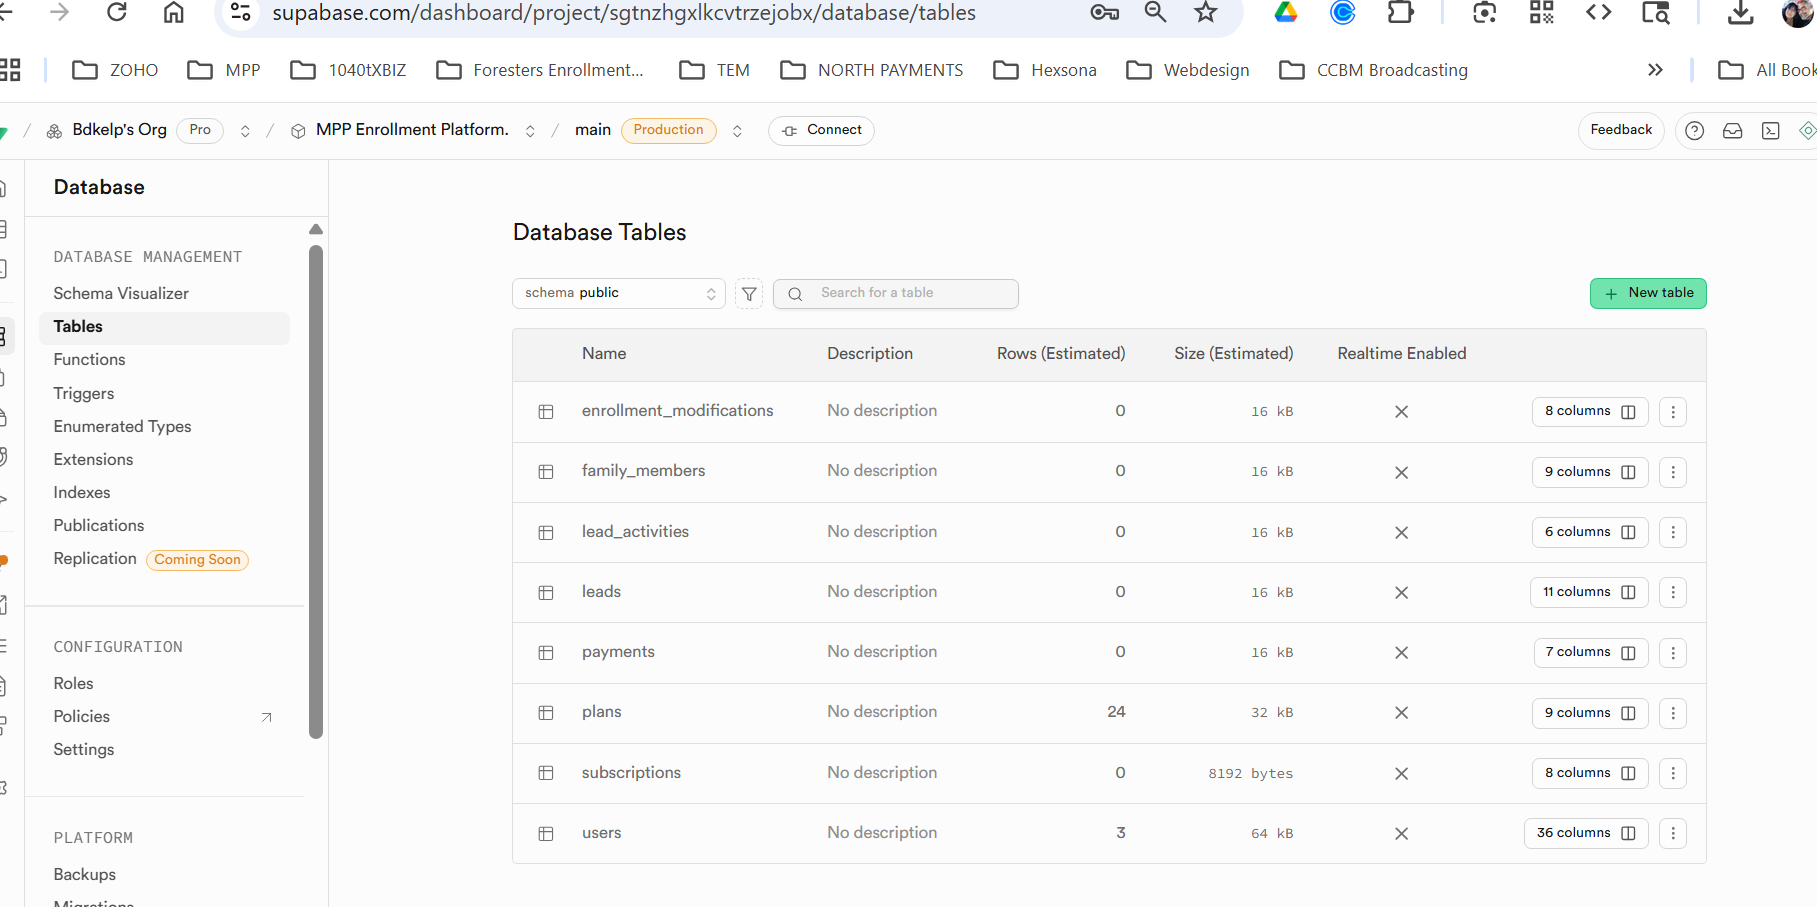 supabase.com/dashboard/project/sgtnzhgxlkcvtrzejobx/database/tables
ZOHO MPP 1040tXBIZ Foresters Enrollment... TEM NORTH PAYMENTS Hexsona Webdesign CCBM Broadcasting All Book
/ Bdkelp's Org Pro / MPP Enrollment Platform. / main Production Connect Feedback
Database
DATABASE MANAGEMENT
Schema Visualizer
Tables
Functions
Triggers
Enumerated Types
Extensions
Indexes
Publications
Replication Coming Soon
CONFIGURATION
Roles
Policies
Settings
PLATFORM
Backups
Migrations
Database Tables
schema public Search for a table New table
Name Description Rows (Estimated) Size (Estimated) Realtime Enabled
enrollment_modifications No description 0 16 kB 8 columns
family_members No description 0 16 kB 9 columns
lead_activities No description 0 16 kB 6 columns
leads No description 0 16 kB 11 columns
payments No description 0 16 kB 7 columns
plans No description 24 32 kB 9 columns
subscriptions No description 0 8192 bytes 8 columns
users No description 3 64 kB 36 columns